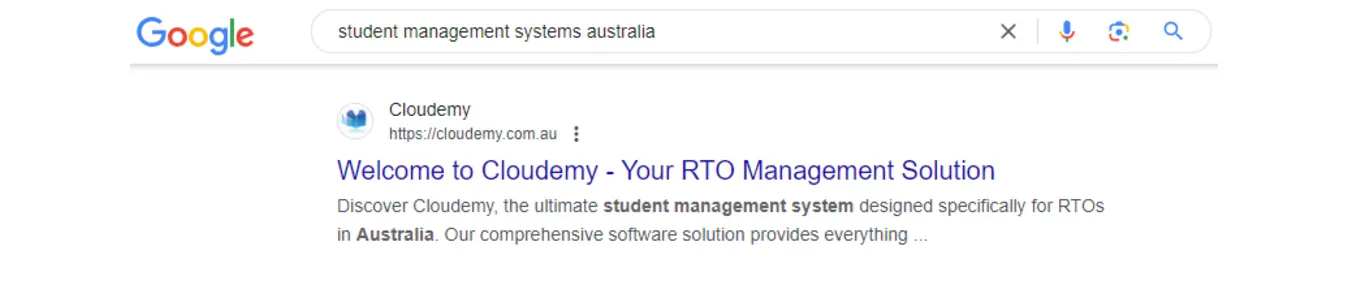 Google
student management systems australia
Cloudemy
https://cloudemy.com.au
Welcome to Cloudemy - Your RTO Management Solution
Discover Cloudemy, the ultimate student management system designed specifically for RTOs
in Australia. Our comprehensive software solution provides everything ...